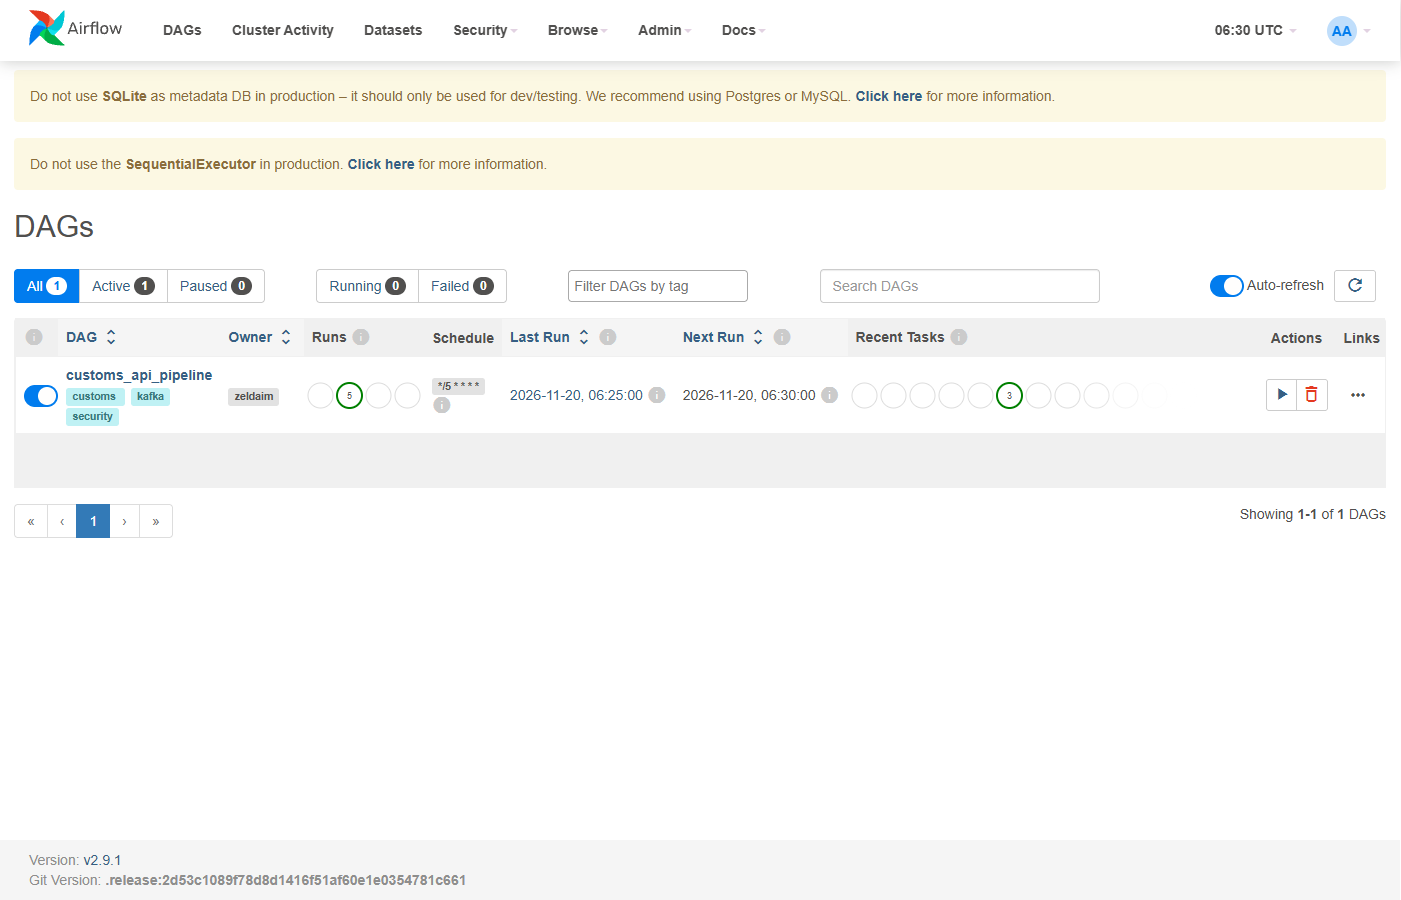 Airflow DAGs Cluster Activity Datasets Security Browse Admin Docs 06:30 UTC AA
Do not use SQLite as metadata DB in production – it should only be used for dev/testing. We recommend using Postgres or MySQL. Click here for more information.
Do not use the SequentialExecutor in production. Click here for more information.
DAGs
All 1 Active 1 Paused 0 Running 0 Failed 0 Filter DAGs by tag Search DAGs Auto-refresh
i DAG Owner Runs i Schedule Last Run i Next Run i Recent Tasks i Actions Links
customs_api_pipeline
customs kafka zeldaim 5 */5 * * * * i 2026-11-20, 06:25:00 i 2026-11-20, 06:30:00 i 3
security
« ‹ 1 › » Showing 1-1 of 1 DAGs
Version: v2.9.1
Git Version: .release:2d53c1089f78d8d1416f51af60e1e0354781c661